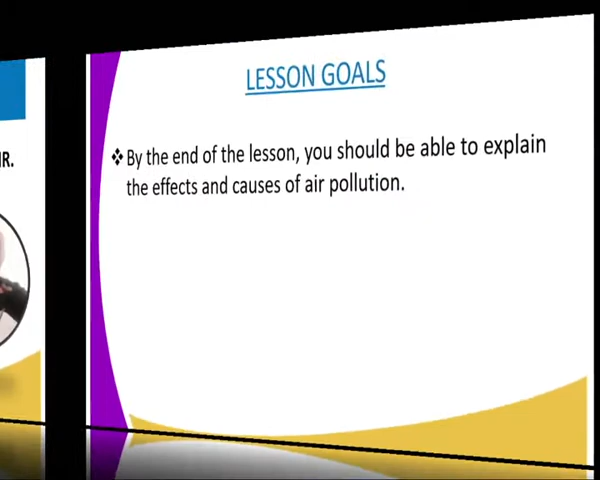 LESSON GOALS
❖ By the end of the lesson, you should be able to explain
the effects and causes of air pollution.